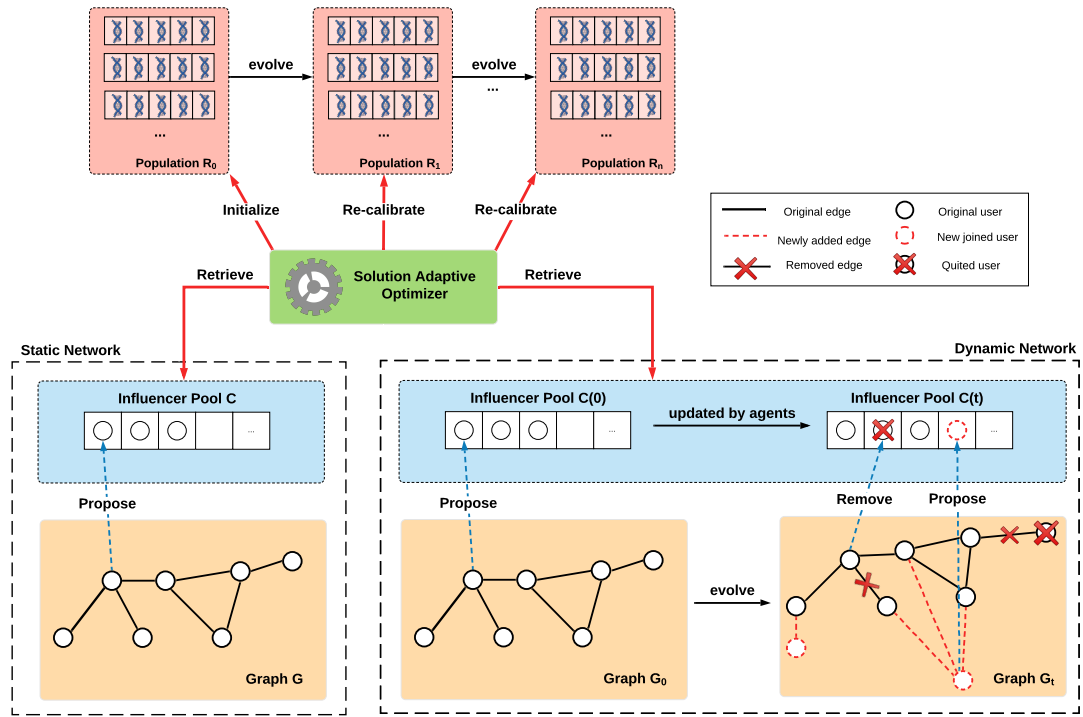 evolve
evolve
...
...
...
...
Population R₀
Population R₁
Population Rₙ
Initialize
Re-calibrate
Re-calibrate
Original edge
Original user
Newly added edge
New joined user
Removed edge
Quited user
Retrieve
Solution Adaptive
Optimizer
Retrieve
Static Network
Dynamic Network
Influencer Pool C
...
Influencer Pool C(0)
...
updated by agents
Influencer Pool C(t)
...
Propose
Propose
Remove
Propose
evolve
Graph G
Graph G₀
Graph Gₜ